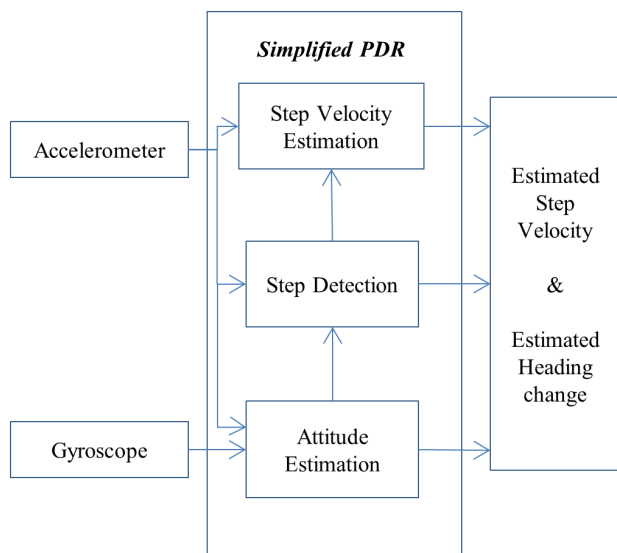 Simplified PDR
Accelerometer
Step Velocity
Estimation
Step Detection
Gyroscope
Attitude
Estimation
Estimated
Step
Velocity
&
Estimated
Heading
change